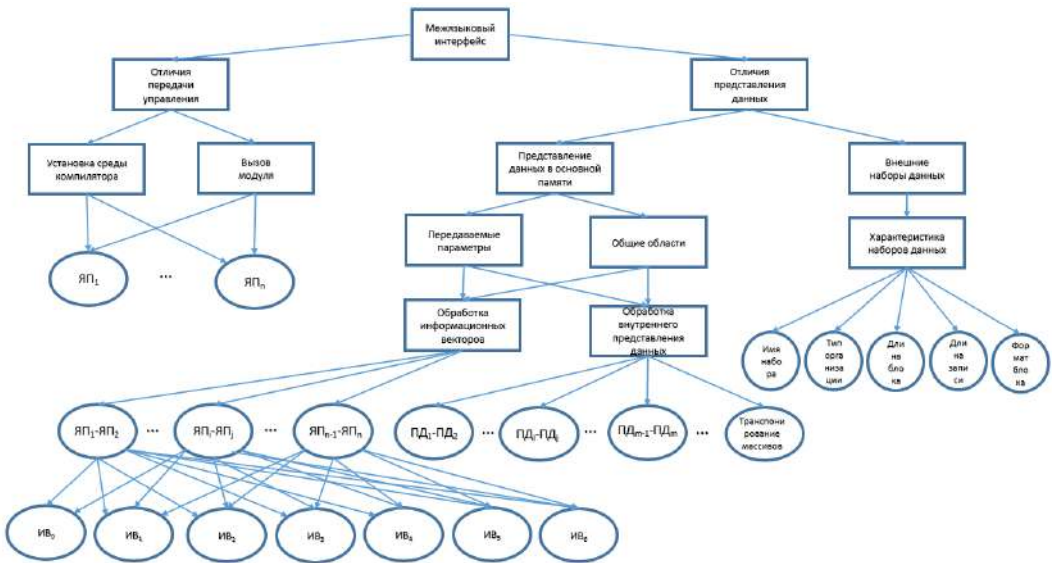 Межязыковый
интерфейс
Отличия
передачи
управления
Отличия
представления
данных
Установка среды
компилятора
Вызов
модуля
Представление
данных в основной
памяти
Внешние
наборы данных
Передаваемые
параметры
Общие области
Характеристика
наборов данных
ЯП₁
...
ЯПₙ
Обработка
информационных
векторов
Обработка
внутреннего
представления
данных
Имя
набо
ра
Тип
орга
низа
ции
Дли
на
бло
ка
Дли
на
запи
си
Фор
мат
бло
ка
ЯП₁-ЯП₂
...
ЯПᵢ-ЯПⱼ
...
ЯПₙ₋₁-ЯПₙ
ПД₁-ПД₂
...
ПДᵢ-ПДⱼ
...
ПДₘ₋₁-ПДₘ
...
Транспони
рование
массивов
ИВ₀
ИВ₁
ИВ₂
ИВ₃
ИВ₄
ИВ₅
ИВ₆